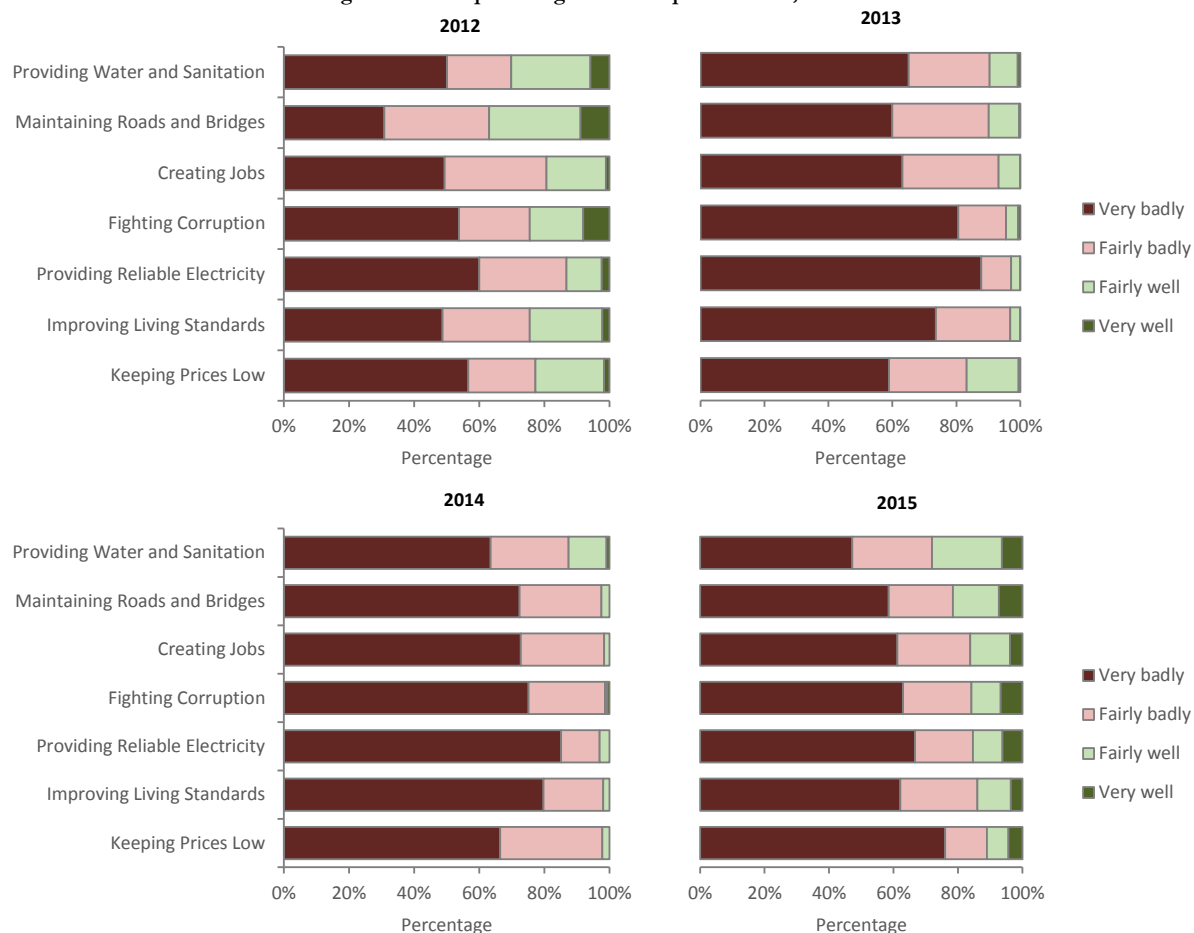 2012
2013
Providing Water and Sanitation
Maintaining Roads and Bridges
Creating Jobs
Fighting Corruption
Providing Reliable Electricity
Improving Living Standards
Keeping Prices Low
0% 20% 40% 60% 80% 100%
Percentage
0% 20% 40% 60% 80% 100%
Percentage
Very badly
Fairly badly
Fairly well
Very well
2014
2015
Providing Water and Sanitation
Maintaining Roads and Bridges
Creating Jobs
Fighting Corruption
Providing Reliable Electricity
Improving Living Standards
Keeping Prices Low
0% 20% 40% 60% 80% 100%
Percentage
0% 20% 40% 60% 80% 100%
Percentage
Very badly
Fairly badly
Fairly well
Very well